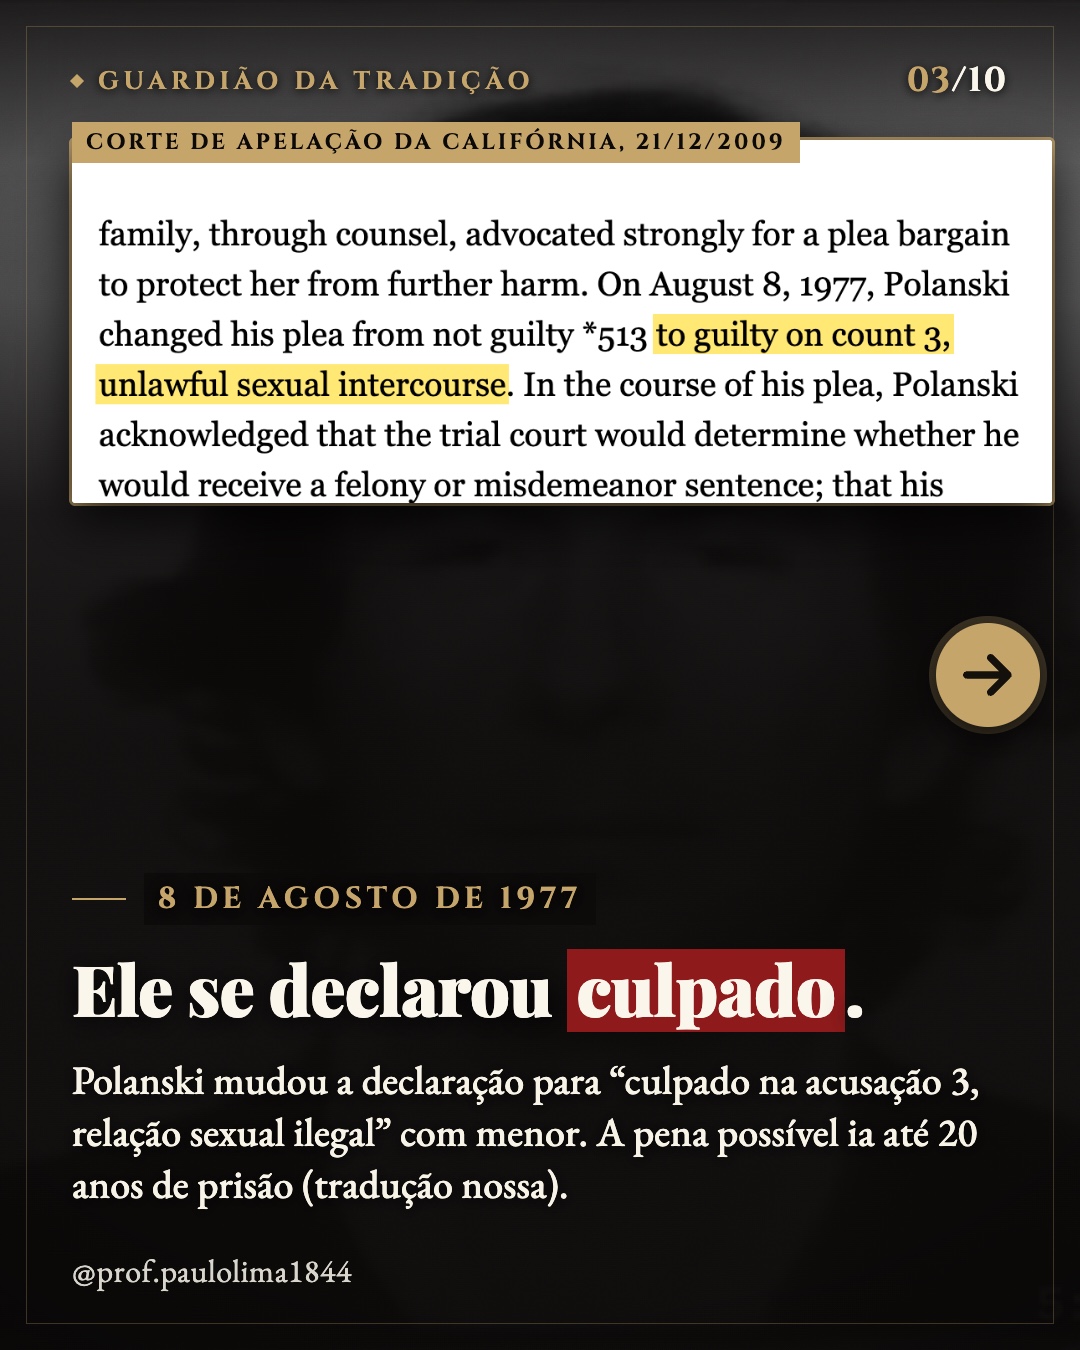 GUARDIÃO DA TRADIÇÃO
03/10
CORTE DE APELAÇÃO DA CALIFÓRNIA, 21/12/2009
family, through counsel, advocated strongly for a plea bargain
to protect her from further harm. On August 8, 1977, Polanski
changed his plea from not guilty *513 to guilty on count 3,
unlawful sexual intercourse. In the course of his plea, Polanski
acknowledged that the trial court would determine whether he
would receive a felony or misdemeanor sentence; that his
8 DE AGOSTO DE 1977
Ele se declarou culpado.
Polanski mudou a declaração para “culpado na acusação 3,
relação sexual ilegal” com menor. A pena possível ia até 20
anos de prisão (tradução nossa).
@prof.paulolima1844